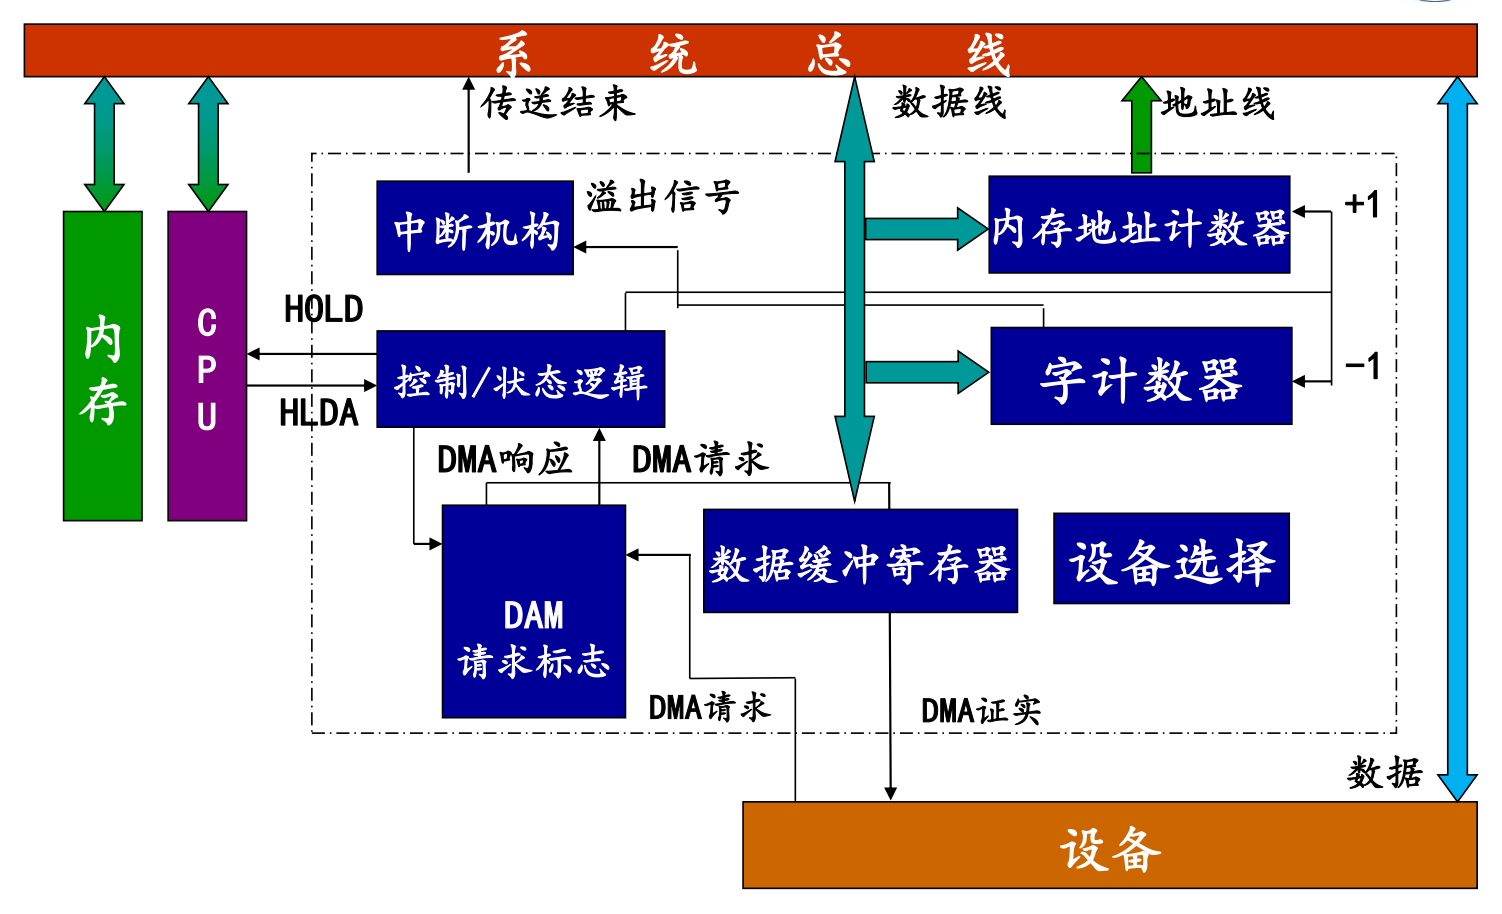 系统总线
传送结束
数据线
地址线
中断机构
溢出信号
内存地址计数器
+1
内存
CPU
HOLD
HLDA
控制/状态逻辑
字计数器
-1
DMA响应
DMA请求
DAM
请求标志
数据缓冲寄存器
设备选择
DMA请求
DMA证实
数据
设备